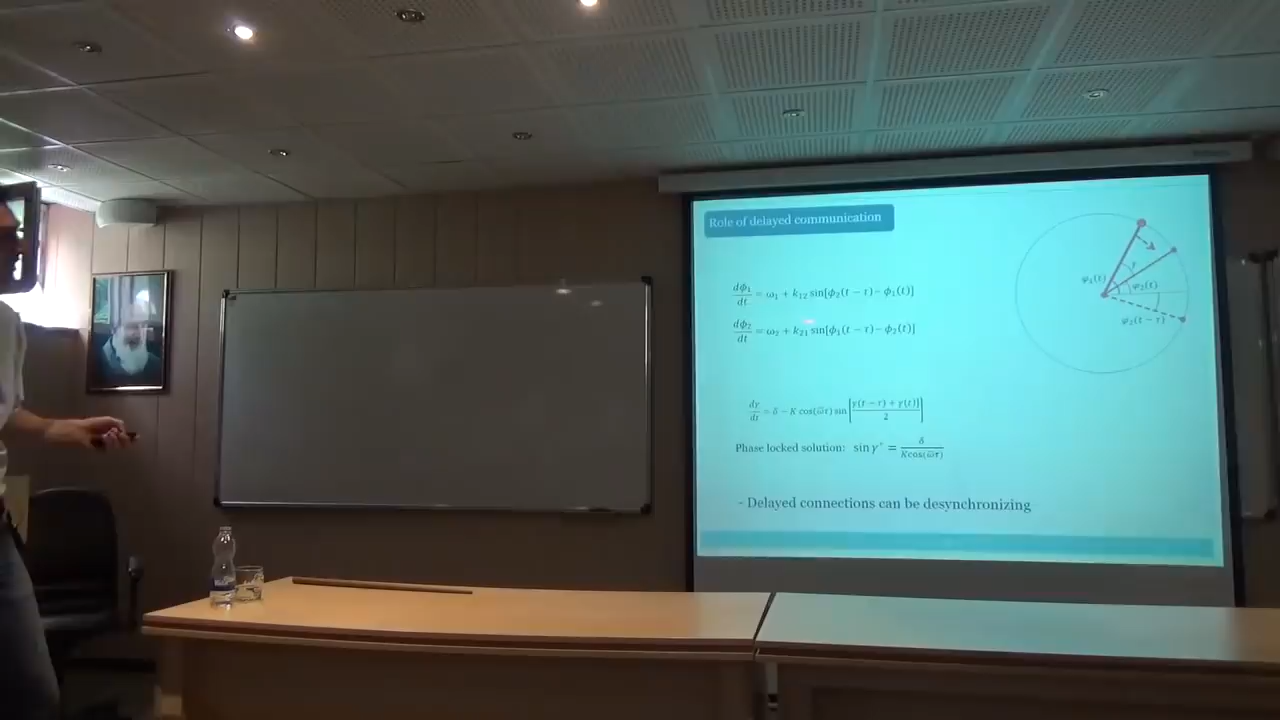 Role of delayed communication
dϕ₁/dt = ω₁ + k₁₂ sin[ϕ₂(t − τ) − ϕ₁(t)]
dϕ₂/dt = ω₂ + k₂₁ sin[ϕ₁(t − τ) − ϕ₂(t)]
φ₁(t)
γ
φ₂(t)
φ₂(t − τ)
dγ/dt = δ − K cos(ω̅τ) sin[(γ(t − τ) + γ(t))/2]
Phase locked solution: sin γ* = δ/(K cos(ω̅τ))
- Delayed connections can be desynchronizing